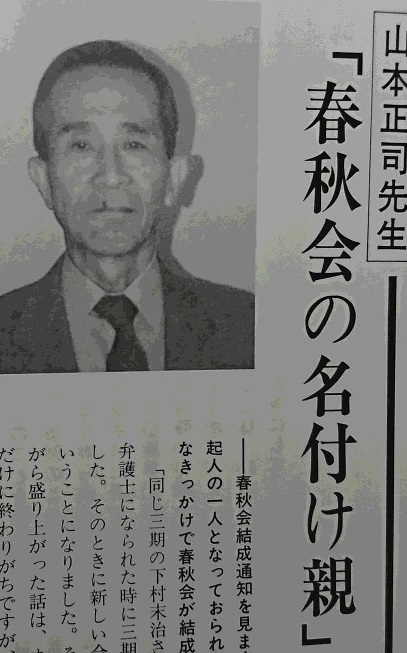 山本正司先生
「春秋会の名付け親」
──春秋会結成通知を見ま
起人の一人となっておられ
なきっかけで春秋会が結成
「同じ三期の下村末治さ
弁護士になられた時に三期
した。そのときに新しい会
いうことになりました。そ
がら盛り上がった話は、
だけに終わりがちですが、